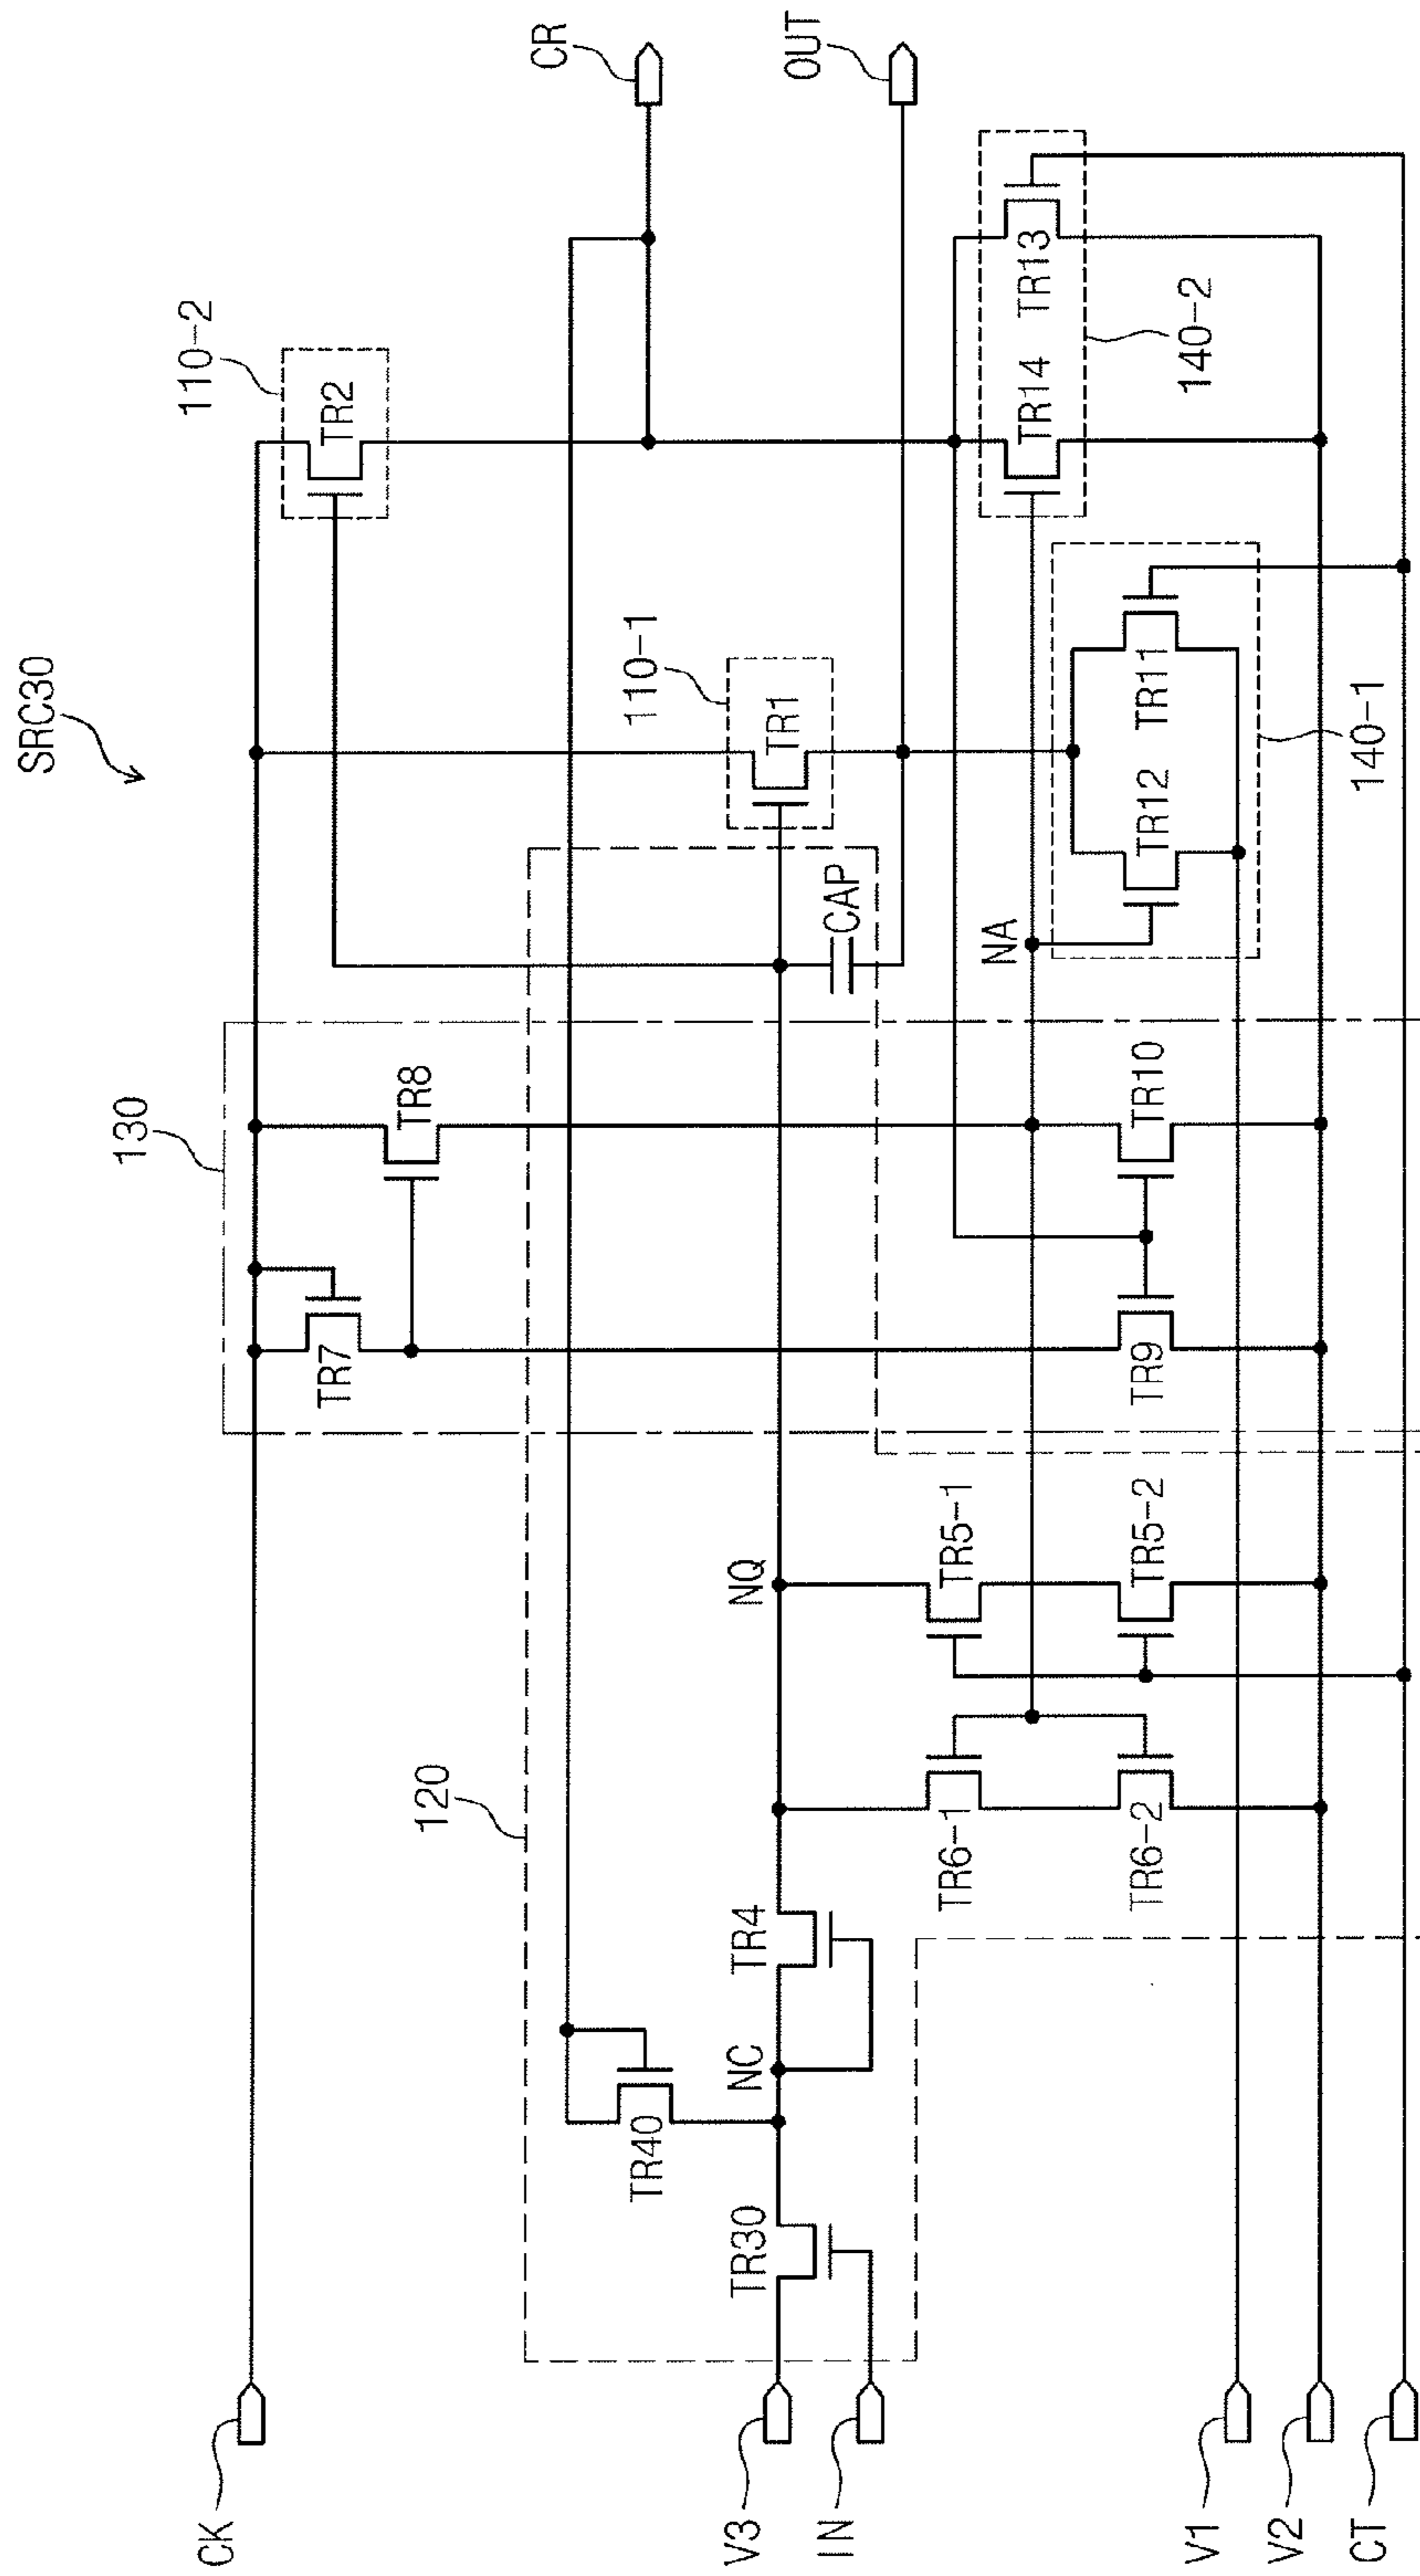 SRC30
CK
V3
IN
V1
V2
CT
CR
OUT
110-2
TR2
110-1
TR1
130
TR7
TR8
TR9
TR10
120
TR30
TR40
NC
TR4
NQ
CAP
TR6-1
TR6-2
TR5-1
TR5-2
NA
TR12
TR11
140-1
TR14
TR13
140-2